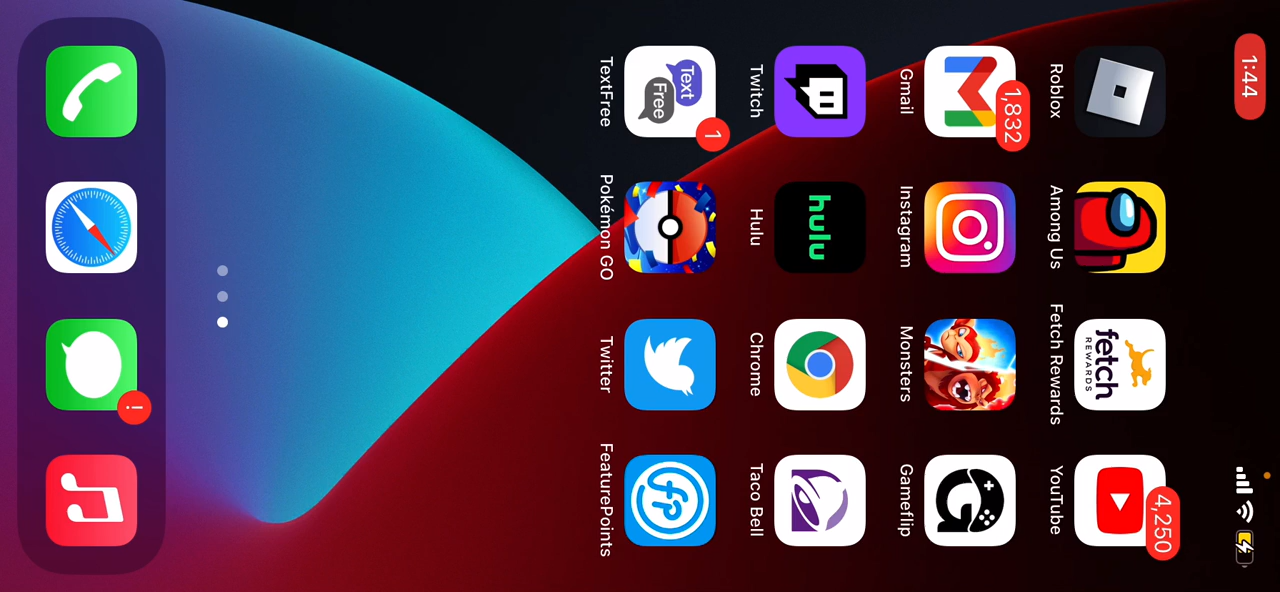 1:44
4,250
fetch
REWARDS
Roblox
Among Us
Fetch Rewards
YouTube
1,832
Gmail
Instagram
Monsters
Gameflip
hulu
Twitch
Hulu
Chrome
Taco Bell
Text
Free
1
fp
TextFree
Pokémon GO
Twitter
FeaturePoints
!